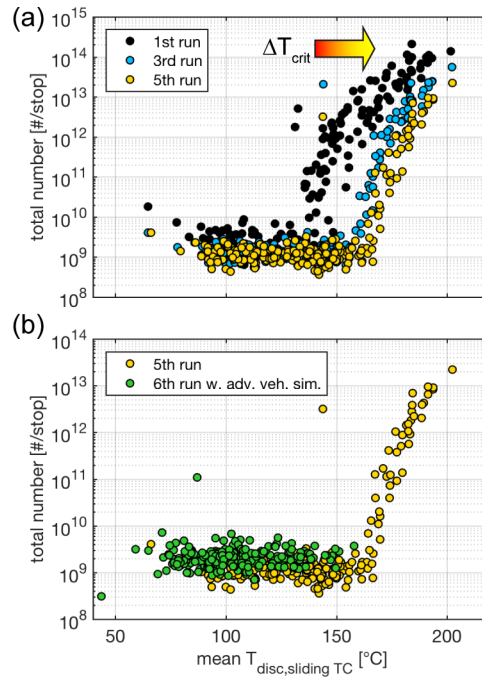 (a)
10^15
10^14
10^13
10^12
10^11
10^10
10^9
10^8
total number [#/stop]
1st run
3rd run
5th run
ΔT_crit
(b)
10^14
10^13
10^12
10^11
10^10
10^9
10^8
total number [#/stop]
5th run
6th run w. adv. veh. sim.
50 100 150 200
mean T_disc,sliding TC [°C]